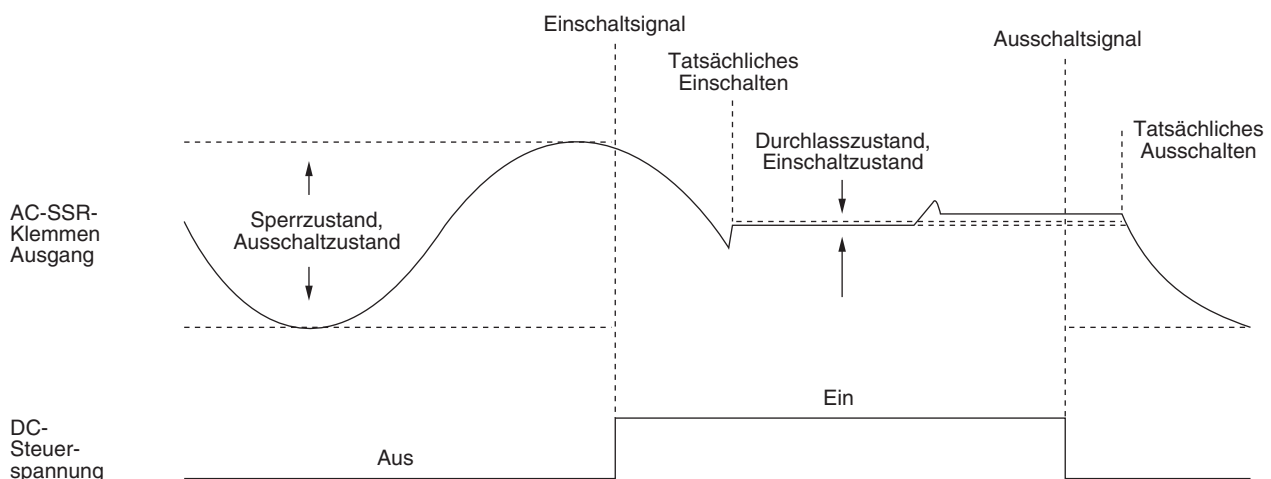 Einschaltsignal
Ausschaltsignal
Tatsächliches
Einschalten
Durchlasszustand,
Einschaltzustand
Tatsächliches
Ausschalten
AC-SSR-
Klemmen
Ausgang
Sperrzustand,
Ausschaltzustand
DC-
Steuer-
spannung
Aus
Ein